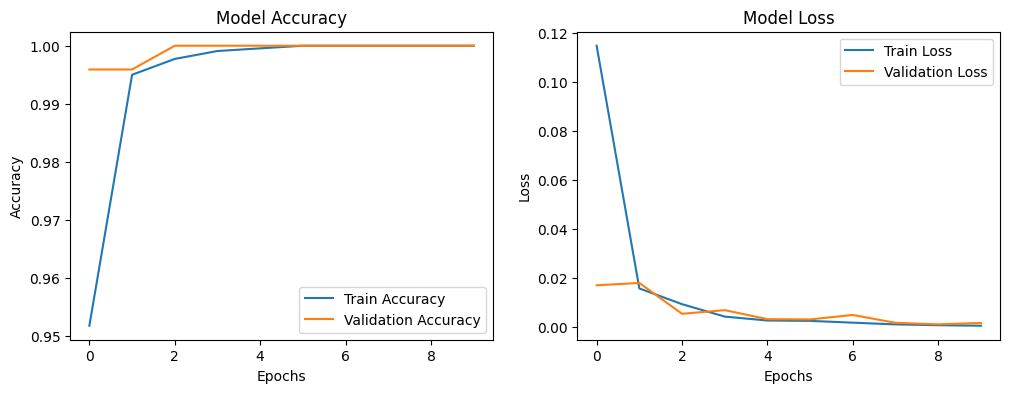 Model Accuracy
1.00
0.99
0.98
0.97
0.96
0.95
Accuracy
0 2 4 6 8
Epochs
Train Accuracy
Validation Accuracy
Model Loss
0.12
0.10
0.08
0.06
0.04
0.02
0.00
Loss
0 2 4 6 8
Epochs
Train Loss
Validation Loss